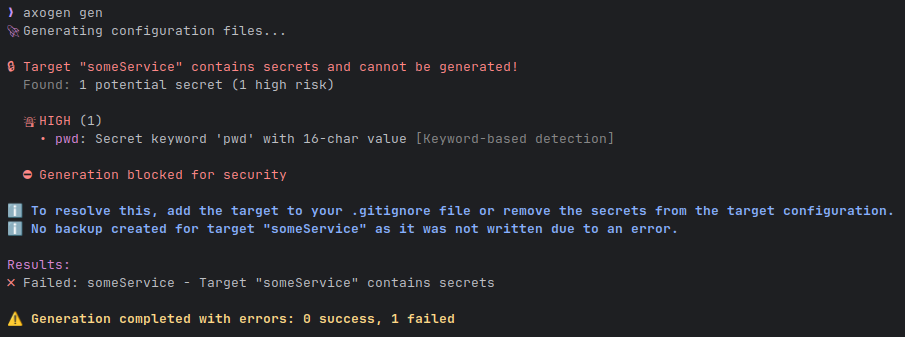 ❯ axogen gen
🚀 Generating configuration files...
🔒 Target "someService" contains secrets and cannot be generated!
Found: 1 potential secret (1 high risk)
🚨 HIGH (1)
• pwd: Secret keyword 'pwd' with 16-char value [Keyword-based detection]
⛔ Generation blocked for security
ℹ️ To resolve this, add the target to your .gitignore file or remove the secrets from the target configuration.
ℹ️ No backup created for target "someService" as it was not written due to an error.
Results:
✕ Failed: someService - Target "someService" contains secrets
⚠️ Generation completed with errors: 0 success, 1 failed